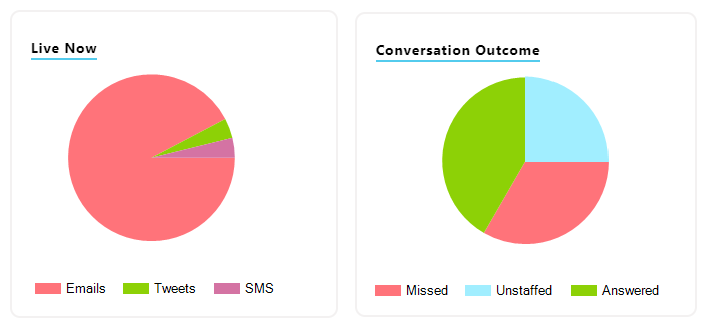 Live Now
Emails Tweets SMS
Conversation Outcome
Missed Unstaffed Answered